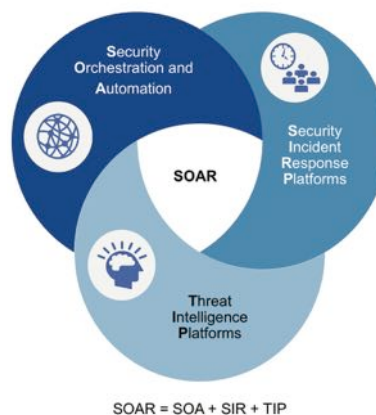 Security
Orchestration and
Automation
Security
Incident
Response
Platforms
SOAR
Threat
Intelligence
Platforms
SOAR = SOA + SIR + TIP